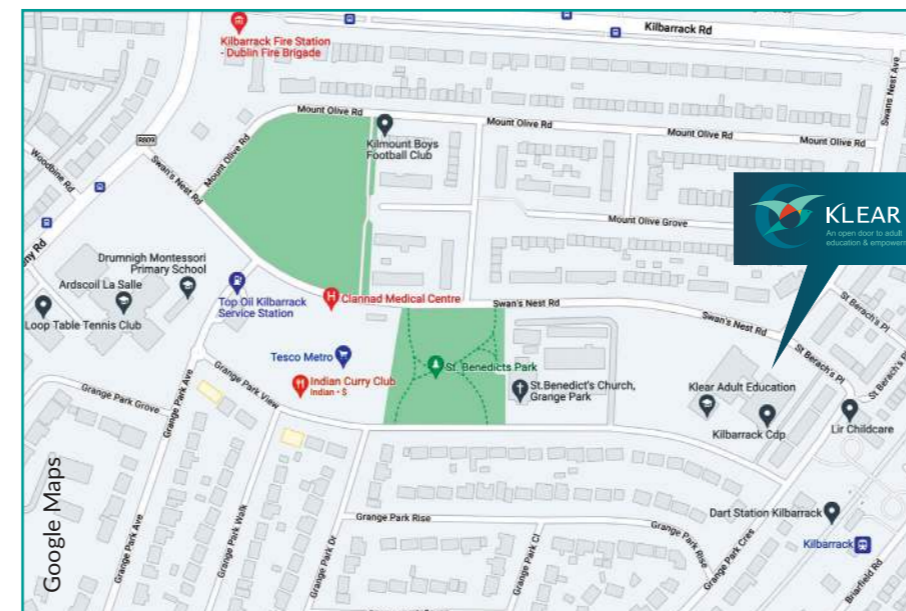 Kilbarrack Rd
Kilbarrack Fire Station
- Dublin Fire Brigade
Swans Nest Ave
Mount Olive Rd
Mount Olive Rd
Mount Olive Rd
Mount Olive Rd
Mount Olive Rd
Kilmount Boys
Football Club
R809
Woodbine Rd
Swan's Nest Rd
KLEAR
An open door to adult
education & empowerm
Mount Olive Grove
Drumnigh Montessori
Primary School
Ardscoil La Salle
ny Rd
Top Oil Kilbarrack
Service Station
Clannad Medical Centre
Swan's Nest Rd
Swan's Nest Rd
St Berach's Pl
St Berach's Pl
St Berach's Pl
Loop Table Tennis Club
Tesco Metro
Indian Curry Club
Indian • $
St. Benedicts Park
St.Benedict's Church,
Grange Park
Klear Adult Education
Kilbarrack Cdp
Lir Childcare
Grange Park View
Grange Park Grove
Grange Park Ave
Grange Park Ave
Grange Park Walk
Grange Park Dr
Grange Park Rise
Grange Park Rise
Grange Park Cl
Grange Park Cres
Dart Station Kilbarrack
Kilbarrack
Briarfield Rd
Google Maps